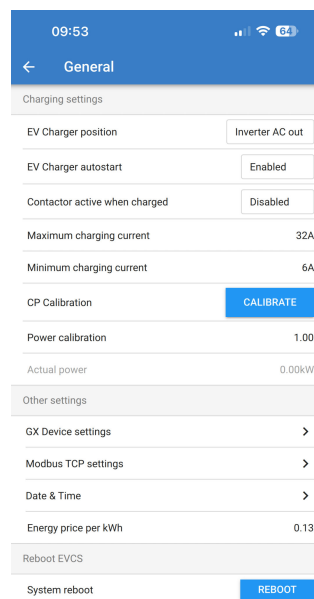 09:53
64
General
Charging settings
EV Charger position Inverter AC out
EV Charger autostart Enabled
Contactor active when charged Disabled
Maximum charging current 32A
Minimum charging current 6A
CP Calibration CALIBRATE
Power calibration 1.00
Actual power 0.00kW
Other settings
GX Device settings
Modbus TCP settings
Date & Time
Energy price per kWh 0.13
Reboot EVCS
System reboot REBOOT